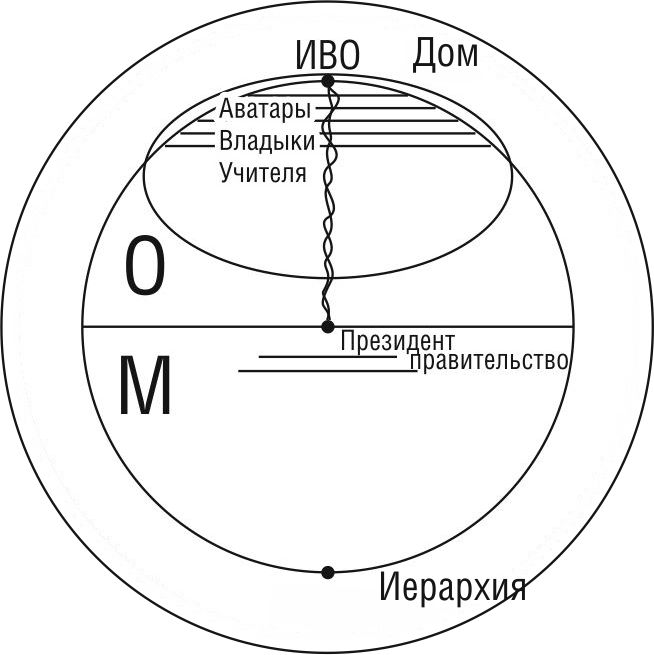 ИВО
Дом
Аватары
Владыки
Учителя
О
Президент
правительство
М
Иерархия